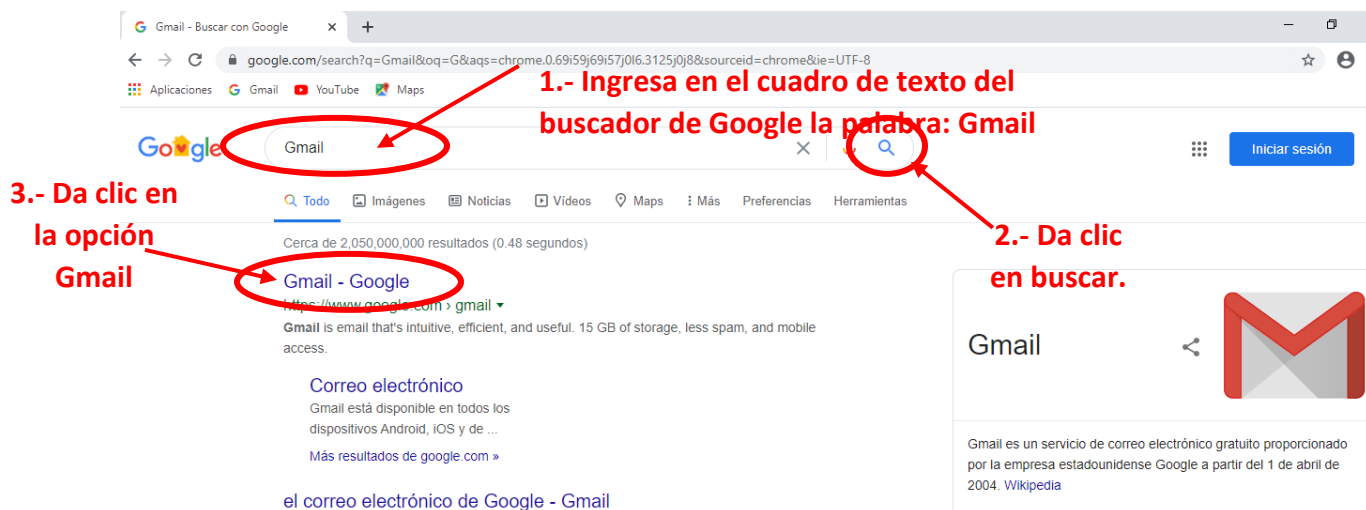 Gmail - Buscar con Google
google.com/search?q=Gmail&oq=G&aqs=chrome.0.69i59j69i57j0l6.3125j0j8&sourceid=chrome&ie=UTF-8
Aplicaciones Gmail YouTube Maps
1.- Ingresa en el cuadro de texto del
buscador de Google la palabra: Gmail
Google Gmail Iniciar sesión
Todo Imágenes Noticias Vídeos Maps Más Preferencias Herramientas
3.- Da clic en
la opción
Gmail
2.- Da clic
en buscar.
Cerca de 2,050,000,000 resultados (0.48 segundos)
Gmail - Google
https://www.google.com › gmail
Gmail is email that's intuitive, efficient, and useful. 15 GB of storage, less spam, and mobile
access.
Correo electrónico
Gmail está disponible en todos los
dispositivos Android, iOS y de ...
Más resultados de google.com »
el correo electrónico de Google - Gmail
Gmail
Gmail es un servicio de correo electrónico gratuito proporcionado
por la empresa estadounidense Google a partir del 1 de abril de
2004. Wikipedia